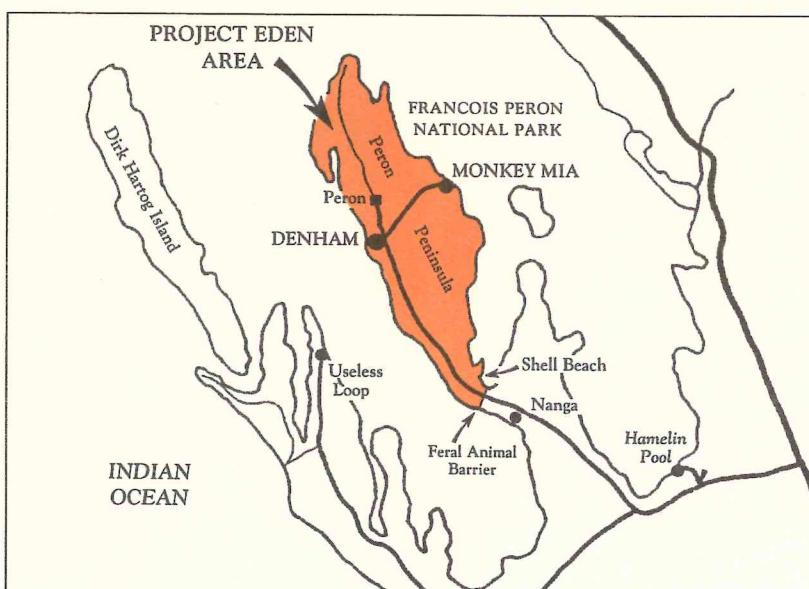 PROJECT EDEN
AREA
Dirk Hartog Island
FRANCOIS PERON
NATIONAL PARK
Peron
MONKEY MIA
Peron
DENHAM
Peninsula
Useless
Loop
Shell Beach
Nanga
Feral Animal
Barrier
Hamelin
Pool
INDIAN
OCEAN